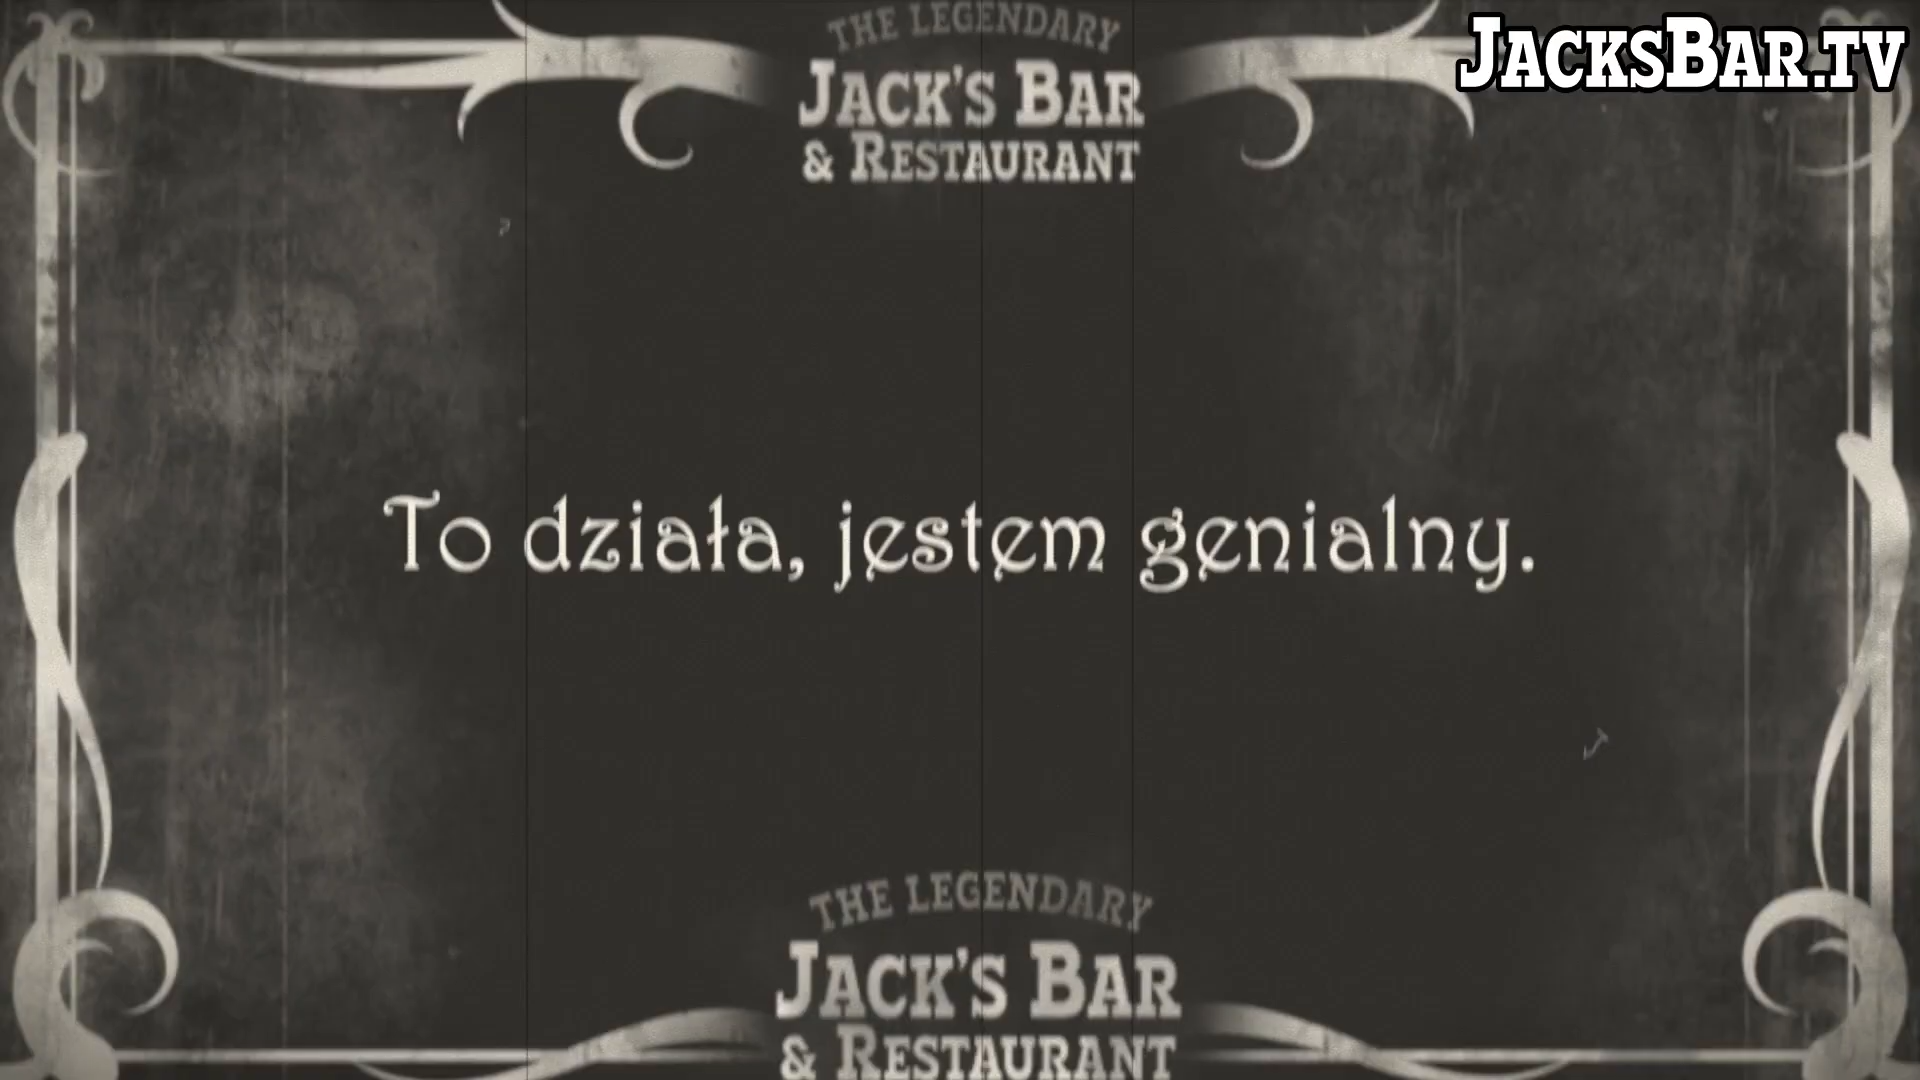 THE LEGENDARY
JACK'S BAR
& RESTAURANT
JACKSBAR.TV
To działa, jestem genialny.
THE LEGENDARY
JACK'S BAR
& RESTAURANT